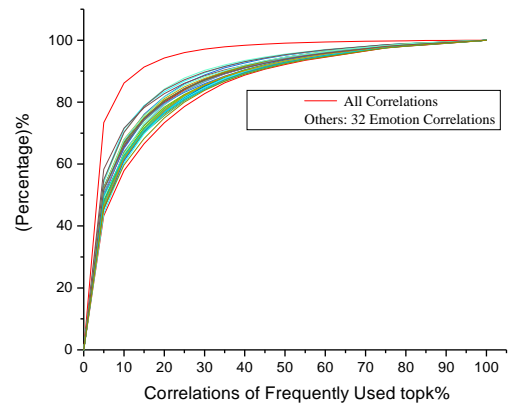 100
80
60
40
20
0
(Percentage)%
All Correlations
Others: 32 Emotion Correlations
0 10 20 30 40 50 60 70 80 90 100
Correlations of Frequently Used topk%